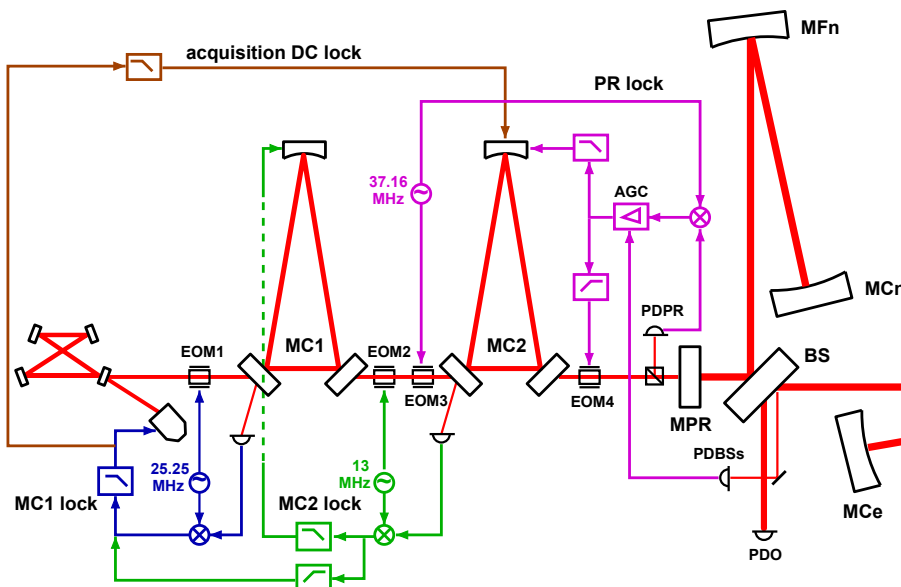 MFn
acquisition DC lock
PR lock
37.16
MHz
AGC
MCn
PDPR
EOM1
MC1
EOM2
MC2
BS
EOM3
EOM4
MPR
PDBSs
25.25
MHz
13
MHz
MC1 lock
MC2 lock
MCe
PDO